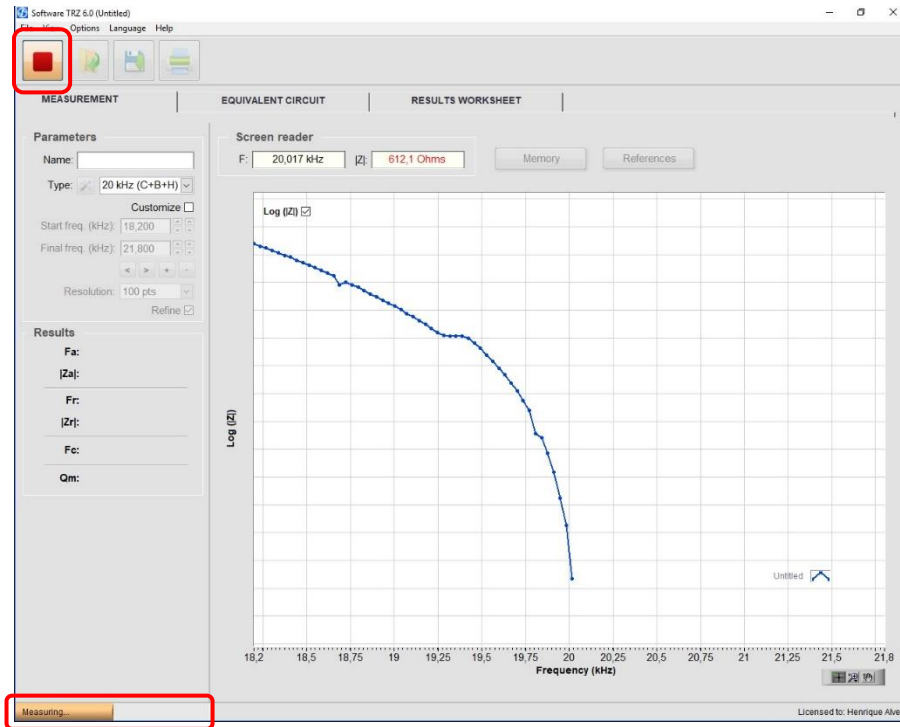 Software TRZ 6.0 (Untitled)
File View Options Language Help
MEASUREMENT EQUIVALENT CIRCUIT RESULTS WORKSHEET
Parameters
Name:
Type: 20 kHz (C+B+H)
Customize
Start freq. (kHz): 18,200
Final freq. (kHz): 21,800
< > + -
Resolution: 100 pts
Refine
Results
Fa:
|Za|:
Fr:
|Zr|:
Fc:
Qm:
Screen reader
F: 20,017 kHz |Z|: 612,1 Ohms Memory References
Log (|Z|)
Log (|Z|)
Untitled
18,2 18,5 18,75 19 19,25 19,5 19,75 20 20,25 20,5 20,75 21 21,25 21,5 21,8
Frequency (kHz)
Measuring... Licensed to: Henrique Alve